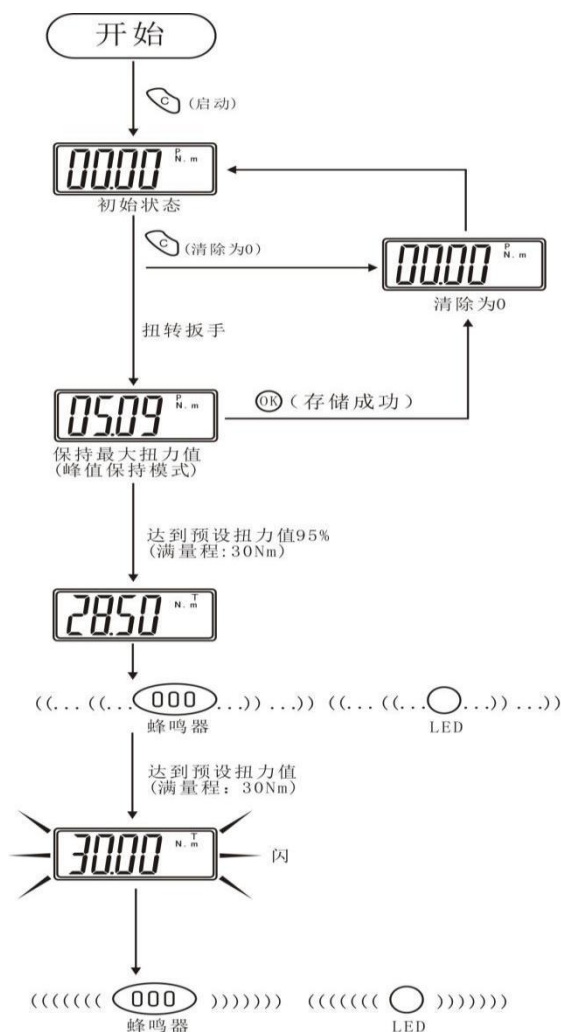 开始
C (启动)
00.00 P N.m
初始状态
C (清除为0)
00.00 P N.m
清除为0
扭转扳手
05.09 P N.m
OK (存储成功)
保持最大扭力值
(峰值保持模式)
达到预设扭力值95%
(满量程:30Nm)
28.50 T N.m
((... ((...000...)) ...)) ((... ((...◯...)) ...))
蜂鸣器 LED
达到预设扭力值
(满量程: 30Nm)
30.00 T N.m 闪
((((((( 000 ))))))) ((((((( ◯ )))))))
蜂鸣器 LED